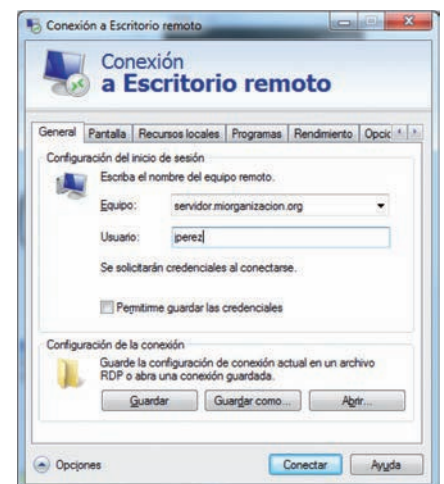 Conexión a Escritorio remoto
Conexión
a Escritorio remoto
General Pantalla Recursos locales Programas Rendimiento Opcic
Configuración del inicio de sesión
Escriba el nombre del equipo remoto.
Equipo: servidor.miorganizacion.org
Usuario: jperez
Se solicitarán credenciales al conectarse.
Permitirme guardar las credenciales
Configuración de la conexión
Guarde la configuración de conexión actual en un archivo
RDP o abra una conexión guardada.
Guardar Guardar como... Abrir...
Opciones Conectar Ayuda